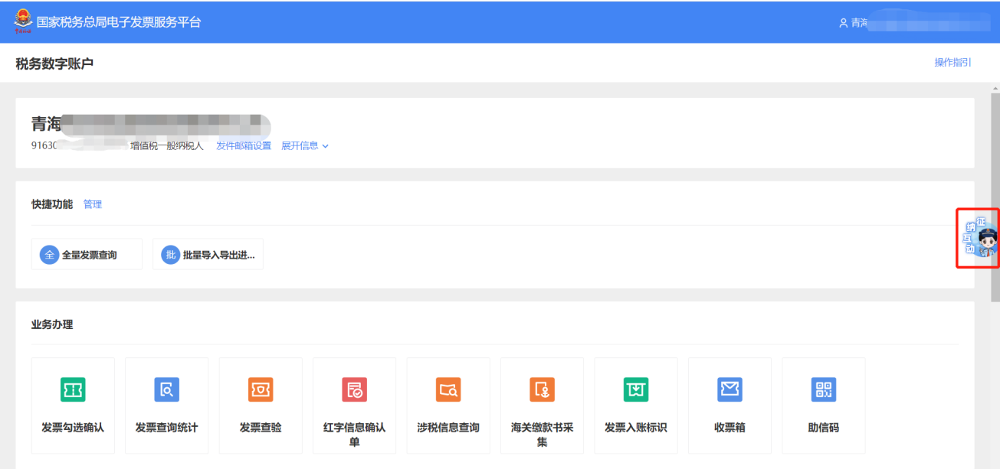 国家税务总局电子发票服务平台
青海
税务数字账户
操作指引
青海
91630
增值税一般纳税人 发件邮箱设置 展开信息
快捷功能 管理
征纳互动
全 全量发票查询 批 批量导入导出进...
业务办理
发票勾选确认 发票查询统计 发票查验 红字信息确认单 涉税信息查询 海关缴款书采集 发票入账标识 收票箱 助信码